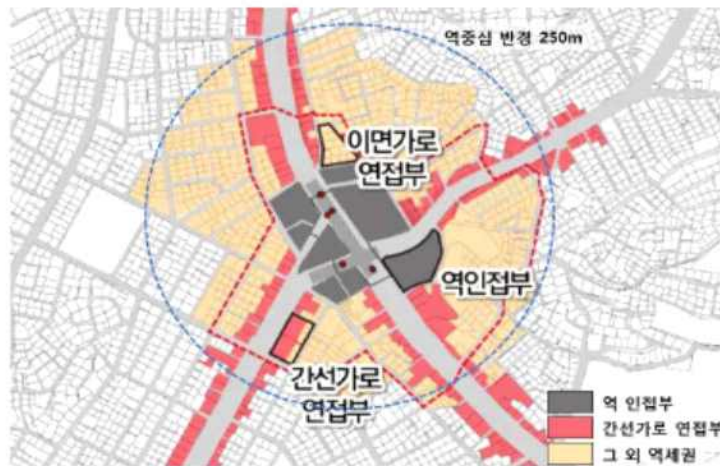 역중심 반경 250m
이면가로
연접부
역인접부
간선가로
연접부
역 인접부
간선가로 연접부
그 외 역세권